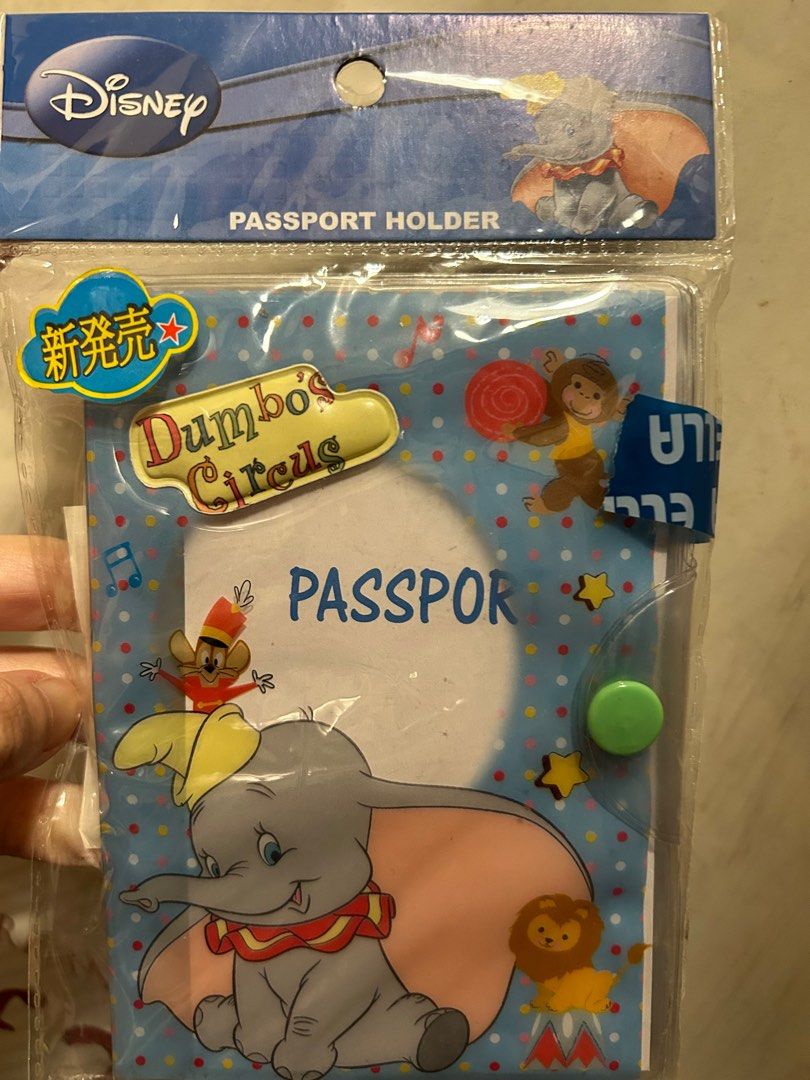 Disney
PASSPORT HOLDER
新発売
Dumbo's
Circus
PASSPOR